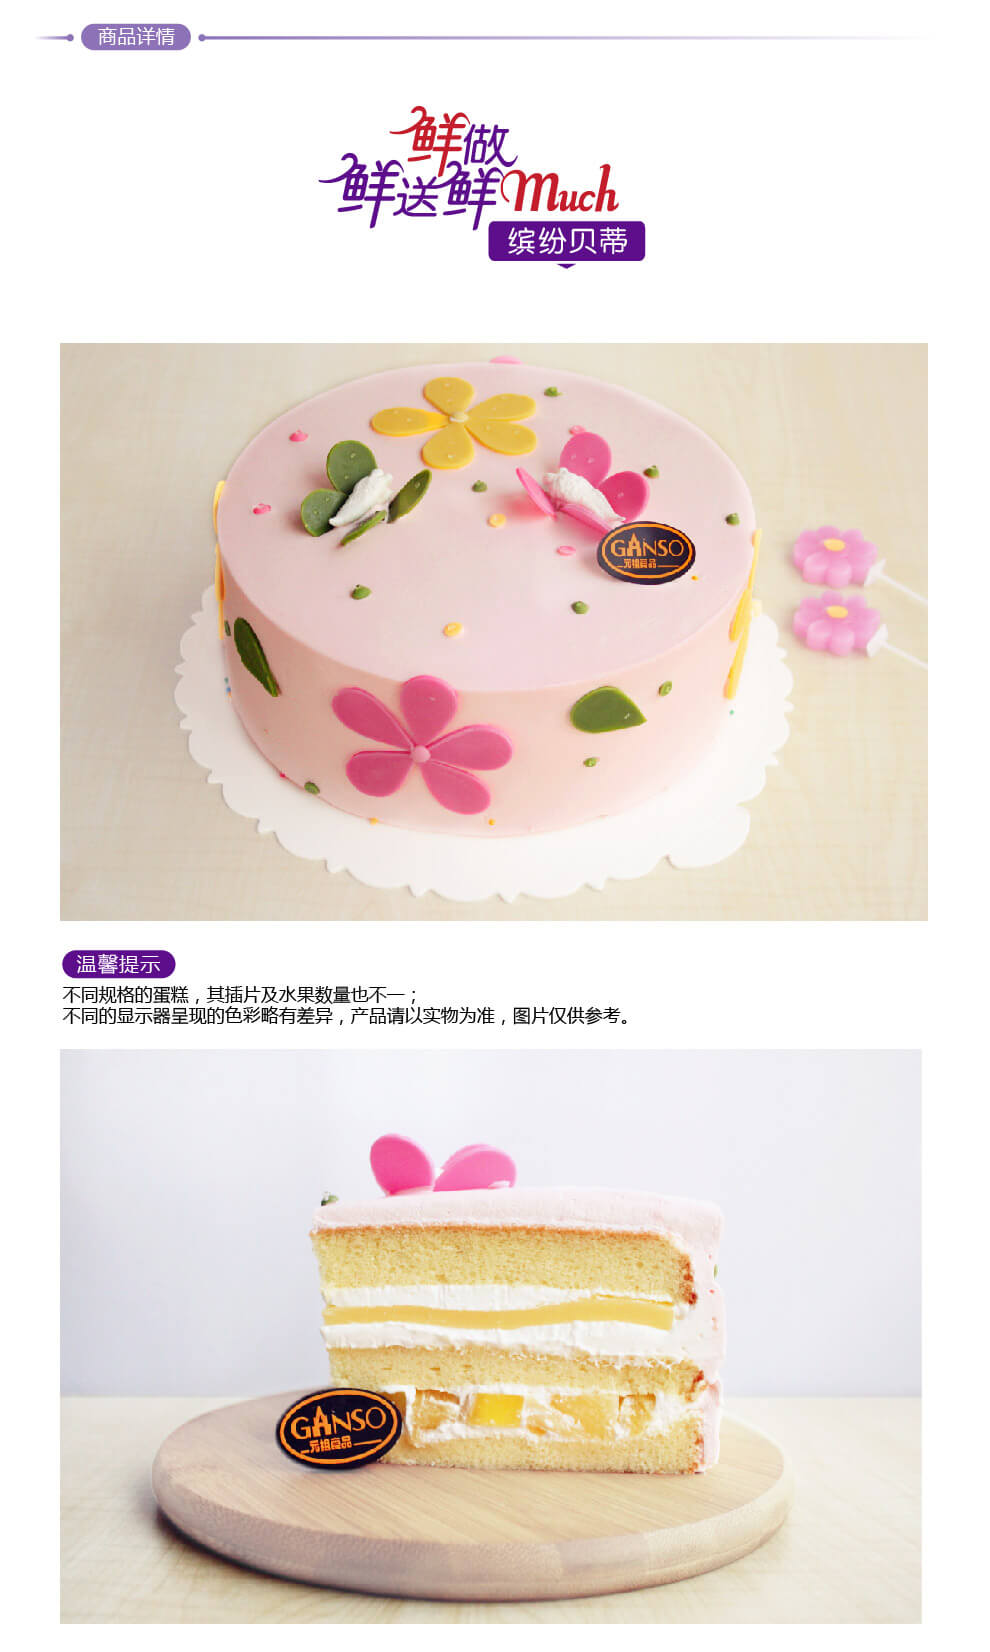 商品详情
鲜做
鲜送鲜Much
缤纷贝蒂
GANSO
元祖食品
温馨提示
不同规格的蛋糕，其插片及水果数量也不一；
不同的显示器呈现的色彩略有差异，产品请以实物为准，图片仅供参考。
GANSO
元祖食品